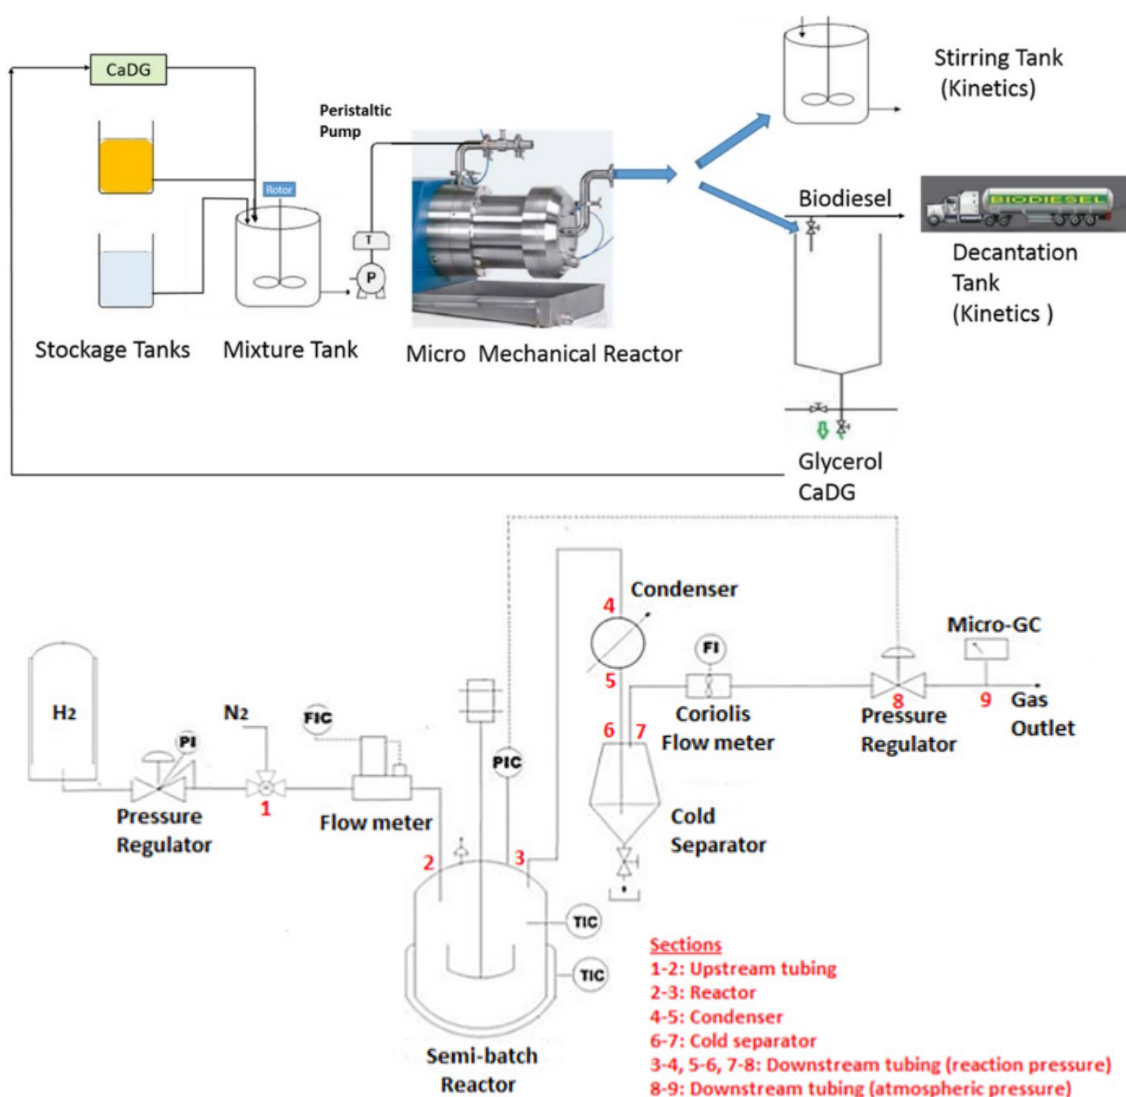 CaDG
Peristaltic
Pump
Rotor
T
P
Stockage Tanks
Mixture Tank
Micro Mechanical Reactor
Stirring Tank
(Kinetics)
Biodiesel
BIODIESEL
Decantation
Tank
(Kinetics )
Glycerol
CaDG
H2
PI
Pressure
Regulator
N2
1
FIC
Flow meter
2
PIC
3
TIC
TIC
Semi-batch
Reactor
4
Condenser
5
6
7
FI
Coriolis
Flow meter
Cold
Separator
8
Pressure
Regulator
Micro-GC
9
Gas
Outlet
Sections
1-2: Upstream tubing
2-3: Reactor
4-5: Condenser
6-7: Cold separator
3-4, 5-6, 7-8: Downstream tubing (reaction pressure)
8-9: Downstream tubing (atmospheric pressure)